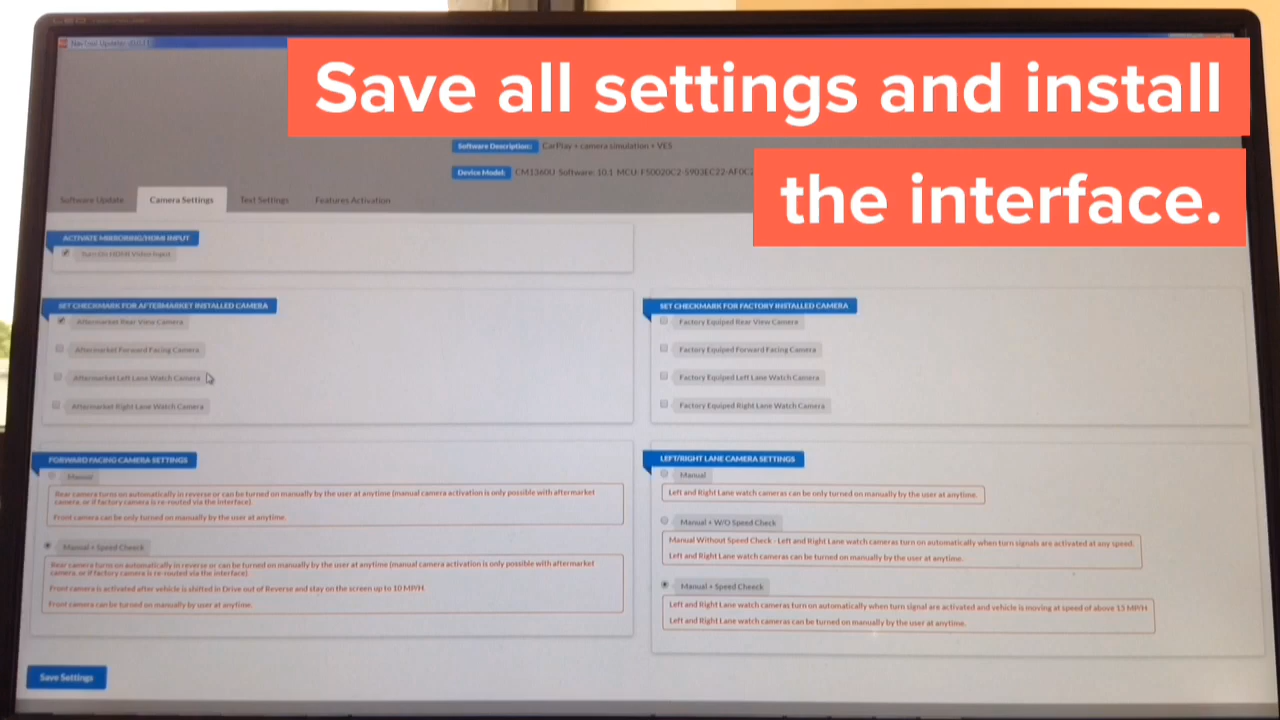 Save all settings and install
the interface.
Software Description: CarPlay + camera simulation + VES
Device Model: CM1360U Software: 10.1 MCU:
Software Update Camera Settings Text Settings Features Activation
ACTIVATE MIRRORING/HDMI INPUT
HDMI Video Input
SET CHECKMARK FOR AFTERMARKET INSTALLED CAMERA
Aftermarket Rear View Camera
Aftermarket Forward Facing Camera
Aftermarket Left Lane Watch Camera
Aftermarket Right Lane Watch Camera
SET CHECKMARK FOR FACTORY INSTALLED CAMERA
Factory Equiped Rear View Camera
Factory Equiped Forward Facing Camera
Factory Equiped Left Lane Watch Camera
Factory Equiped Right Lane Watch Camera
FORWARD FACING CAMERA SETTINGS
Manual
Rear camera turns on automatically in reverse or can be turned on manually by the user at anytime (manual camera activation is only possible with aftermarket
camera, or if factory camera is re-routed via the interface)
Front camera can be only turned on manually by the user at anytime.
Manual + Speed Check
Rear camera turns on automatically in reverse or can be turned on manually by the user at anytime (manual camera activation is only possible with aftermarket
camera, or if factory camera is re-routed via the interface)
Front camera is activated after vehicle is shifted in Drive out of Reverse and stay on the screen up to 10 MP/H.
Front camera can be turned on manually by user at anytime.
LEFT/RIGHT LANE CAMERA SETTINGS
Manual
Left and Right Lane watch cameras can be only turned on manually by the user at anytime.
Manual + W/O Speed Check
Manual Without Speed Check - Left and Right Lane watch cameras turn on automatically when turn signals are activated at any speed.
Left and Right Lane watch cameras can be turned on manually by the user at anytime.
Manual + Speed Check
Left and Right Lane cameras turn on automatically when turn signal are activated and vehicle is moving at speed of above 15 MP/H
Left and Right Lane watch cameras can be turned on manually by the user at anytime.
Save Settings